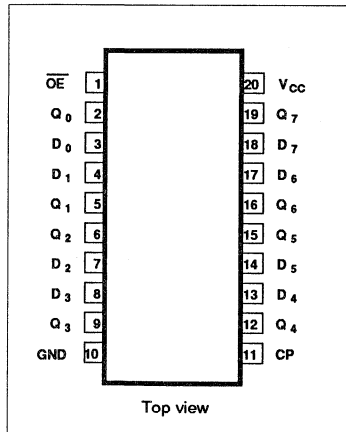 OE 1 20 VCC
Q0 2 19 Q7
D0 3 18 D7
D1 4 17 D6
Q1 5 16 Q6
Q2 6 15 Q5
D2 7 14 D5
D3 8 13 D4
Q3 9 12 Q4
GND 10 11 CP
Top view